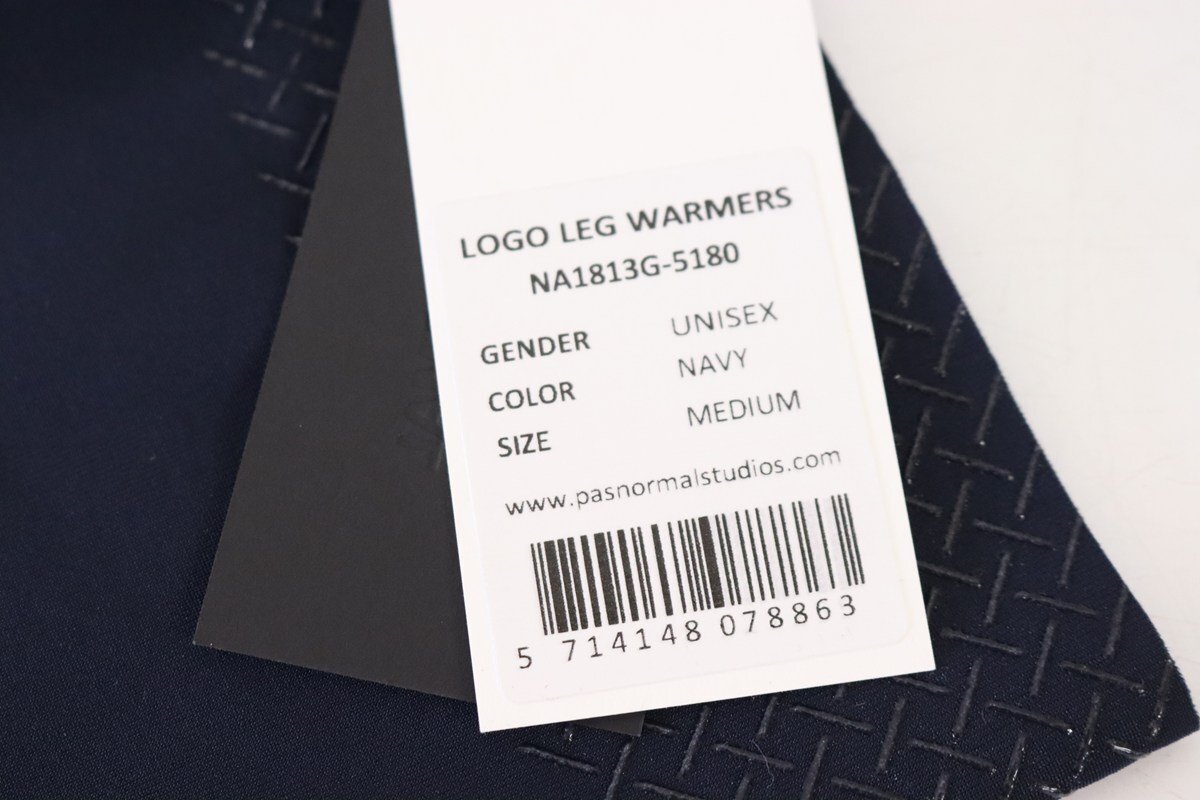 LOGO LEG WARMERS
NA1813G-5180
GENDER UNISEX
COLOR NAVY
SIZE MEDIUM
www.pasnormalstudios.com
5 714148 078863